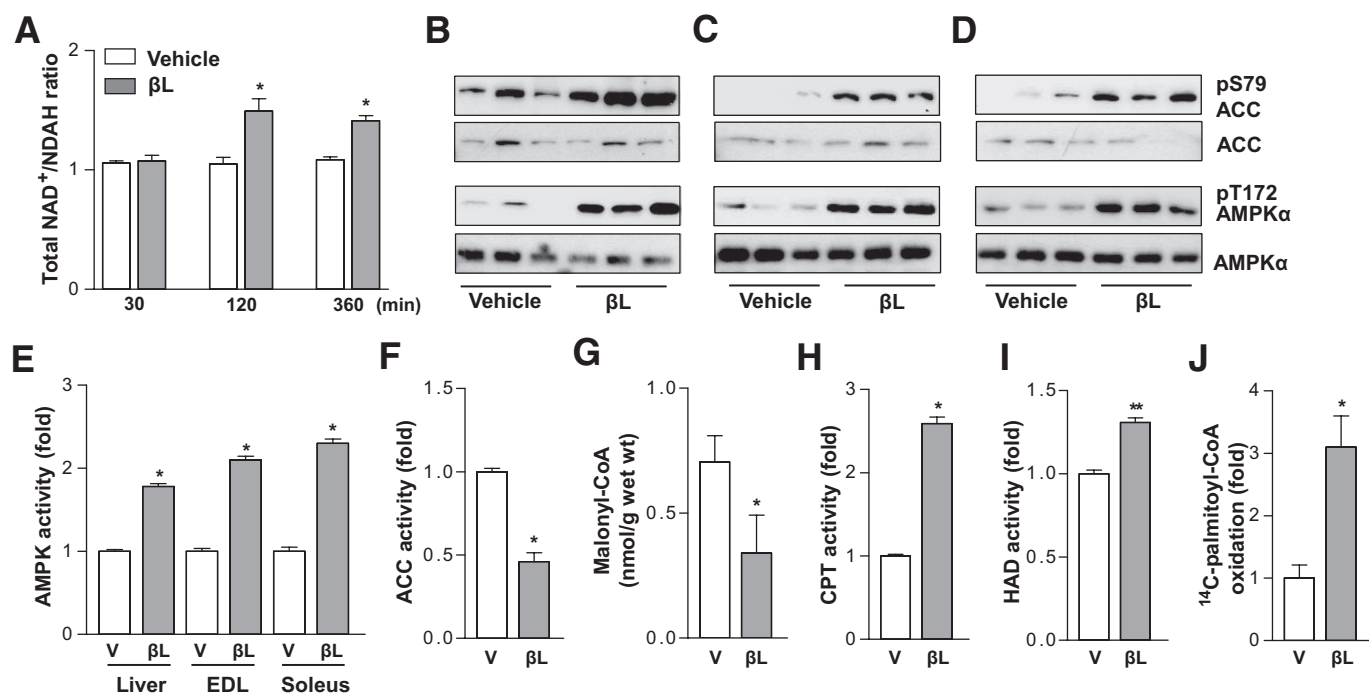 A
Total NAD+/NDAH ratio
2
1
0
Vehicle
βL
*
*
30 120 360 (min)
B
Vehicle βL
C
Vehicle βL
D
pS79
ACC
ACC
pT172
AMPKα
AMPKα
Vehicle βL
E
AMPK activity (fold)
3
2
1
0
*
*
*
V βL V βL V βL
Liver EDL Soleus
F
ACC activity (fold)
1.5
1.0
0.5
0.0
*
V βL
G
Malonyl-CoA
(nmol/g wet wt)
1.0
0.5
0.0
*
V βL
H
CPT activity (fold)
3
2
1
0
*
V βL
I
HAD activity (fold)
1.5
1.0
0.5
0.0
**
V βL
J
14C-palmitoyl-CoA
oxidation (fold)
4
3
2
1
0
*
V βL